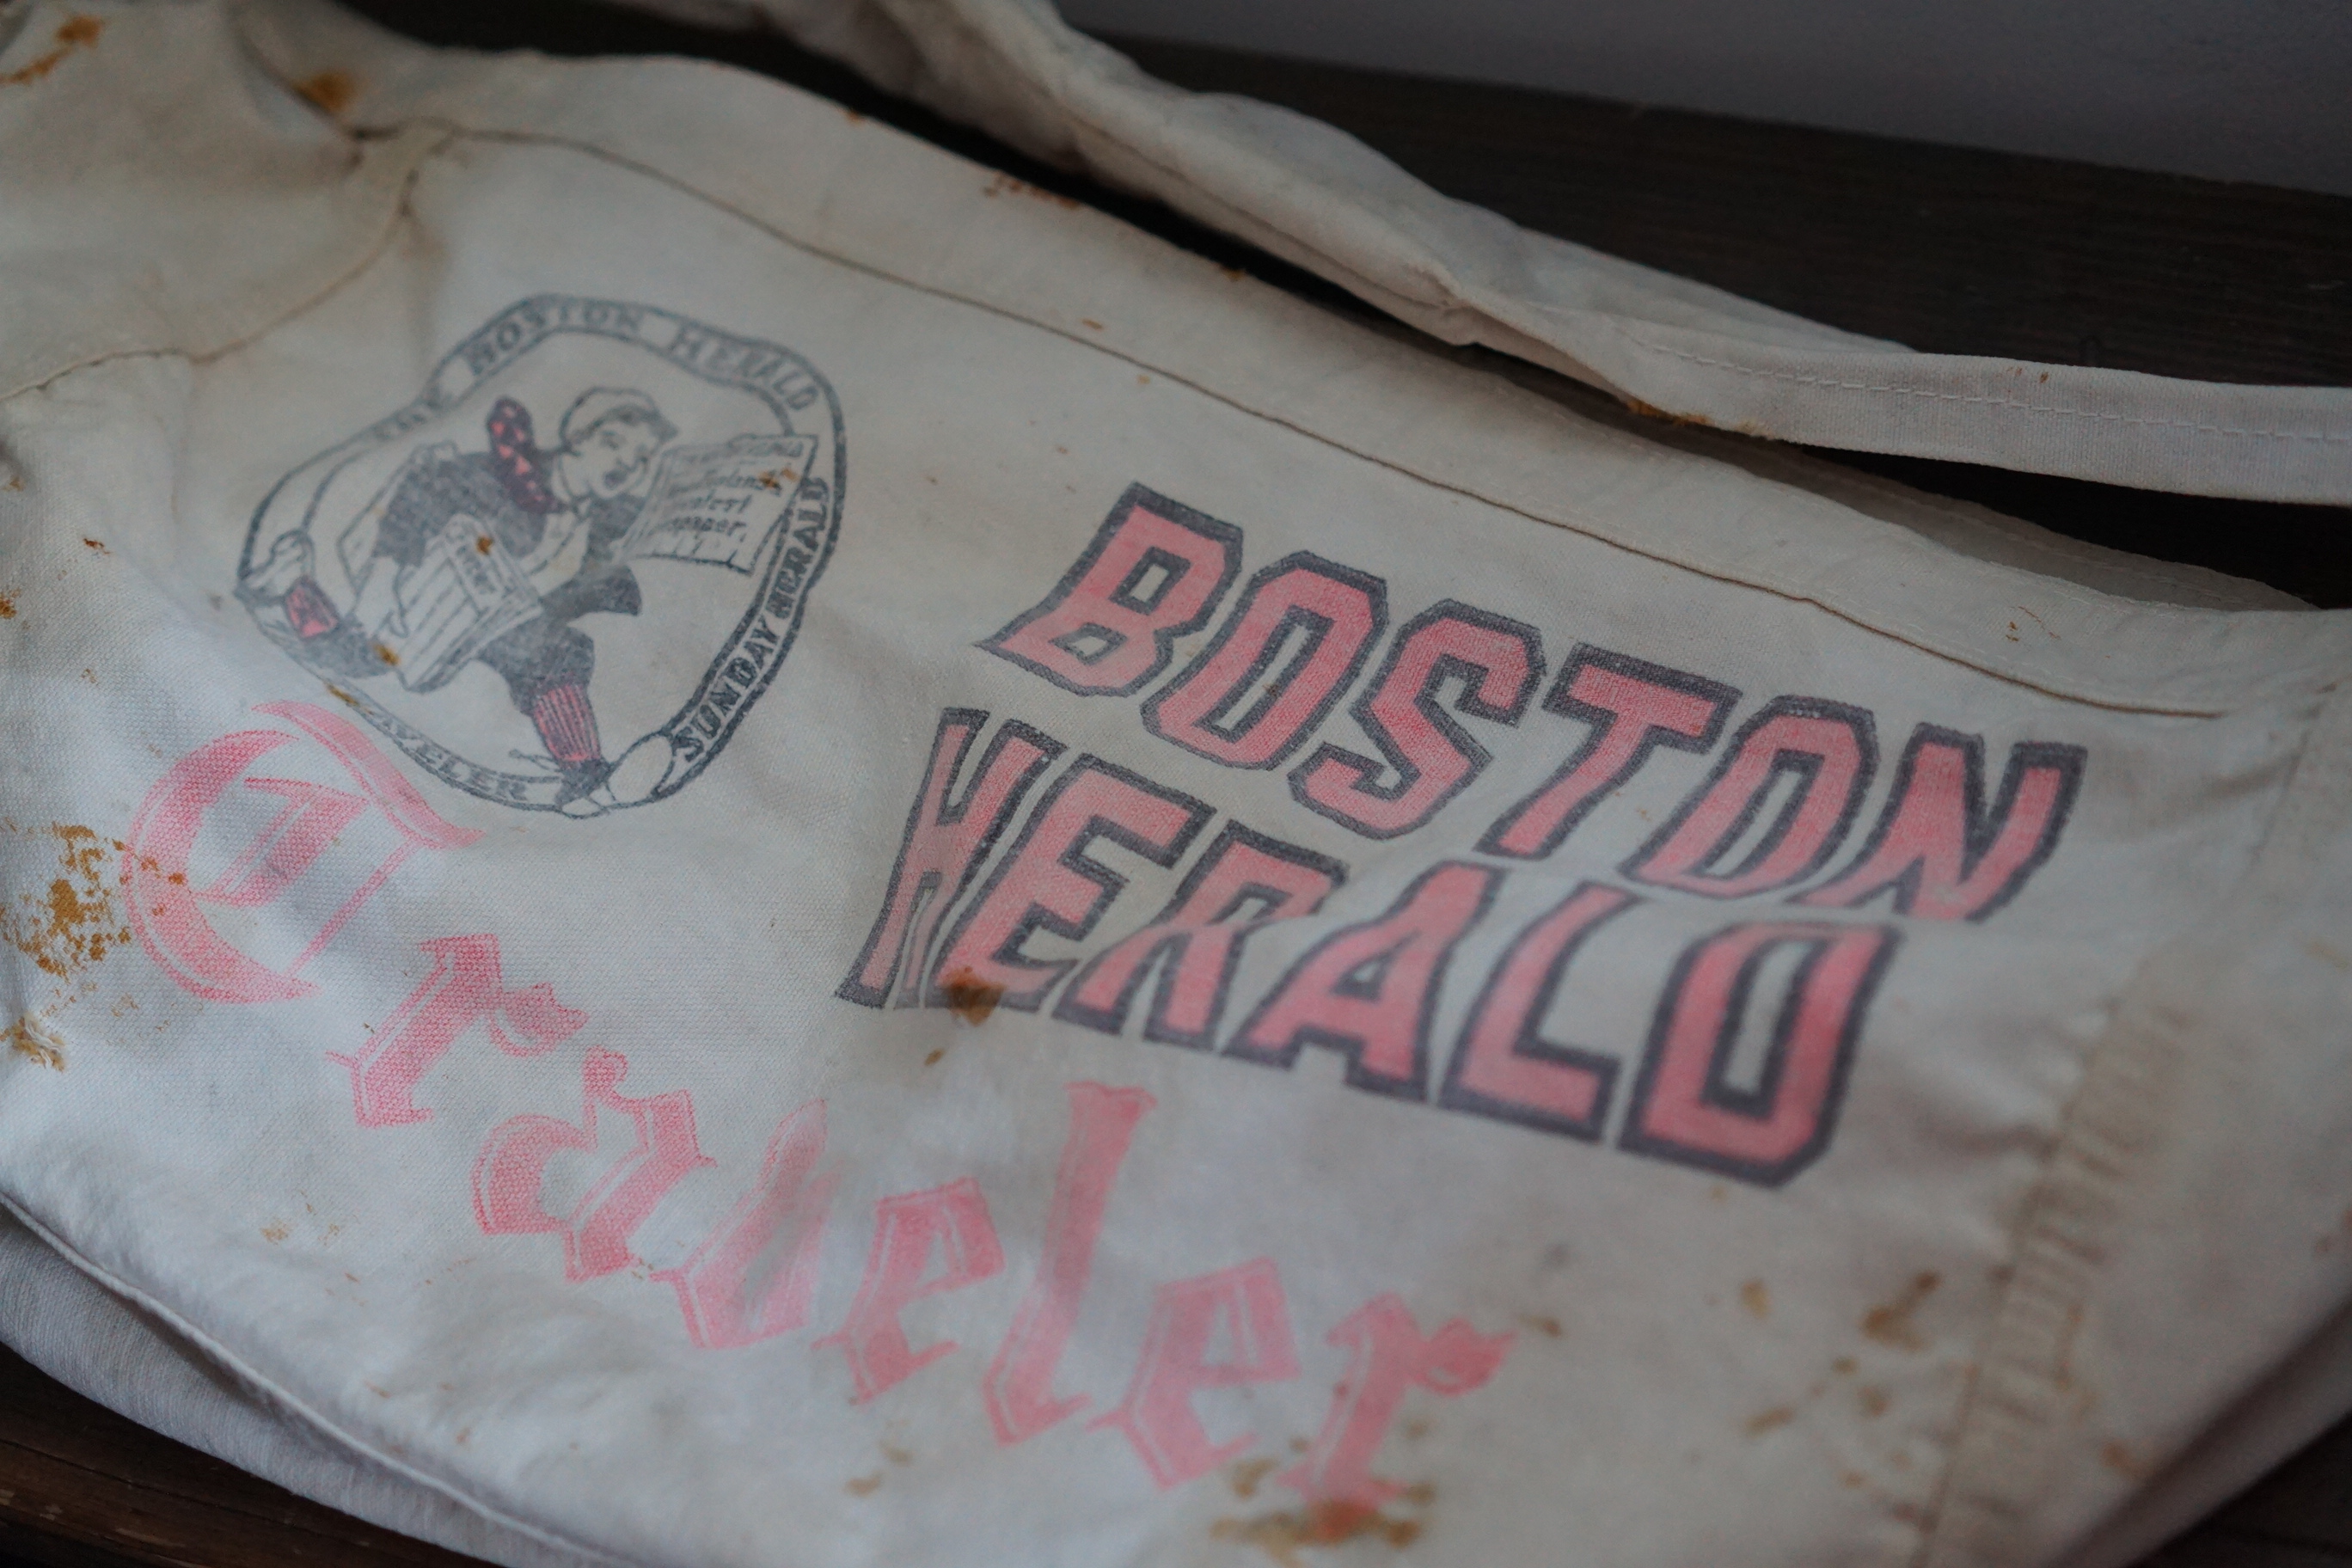 THE BOSTON HERALD
SUNDAY HERALD
TRAVELER
BOSTON
HERALD
Traveler